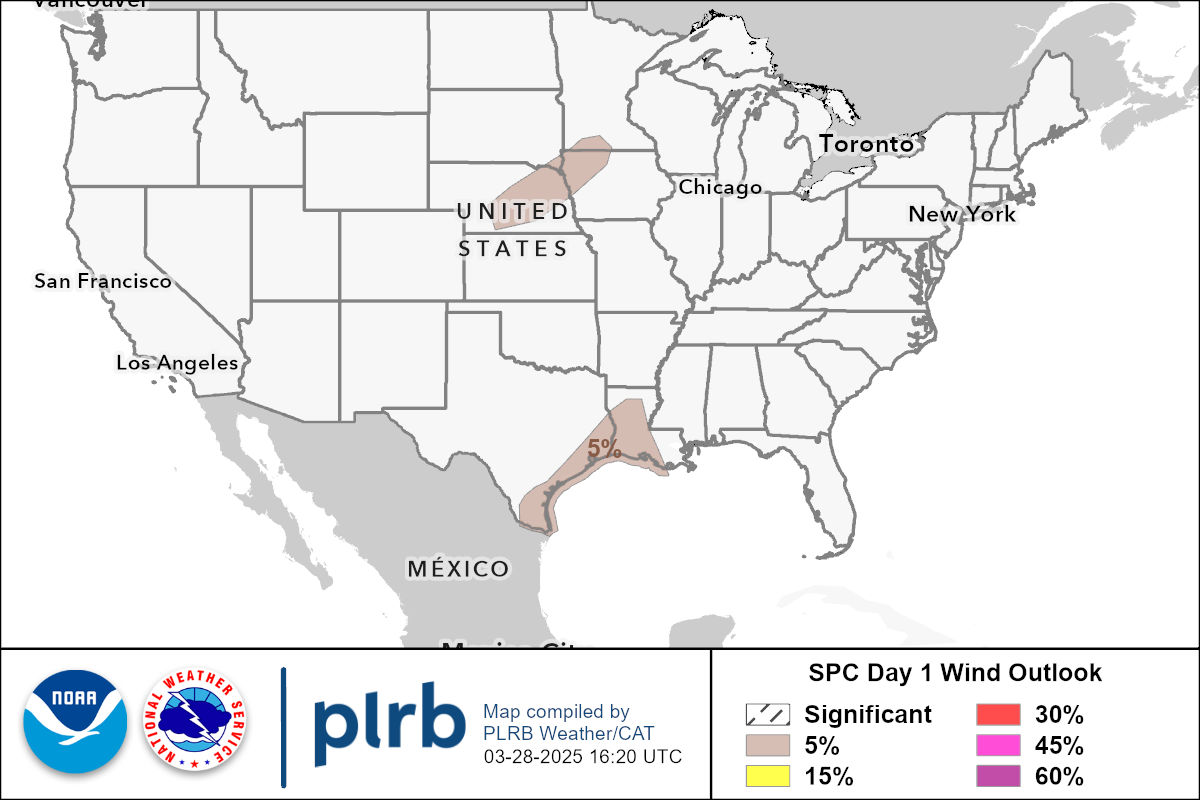 Vancouver
Toronto
Chicago
New York
UNITED
STATES
San Francisco
Los Angeles
5%
MÉXICO
Mexico City
NOAA
NATIONAL WEATHER SERVICE
plrb
Map compiled by
PLRB Weather/CAT
03-28-2025 16:20 UTC
SPC Day 1 Wind Outlook
Significant
5%
15%
30%
45%
60%